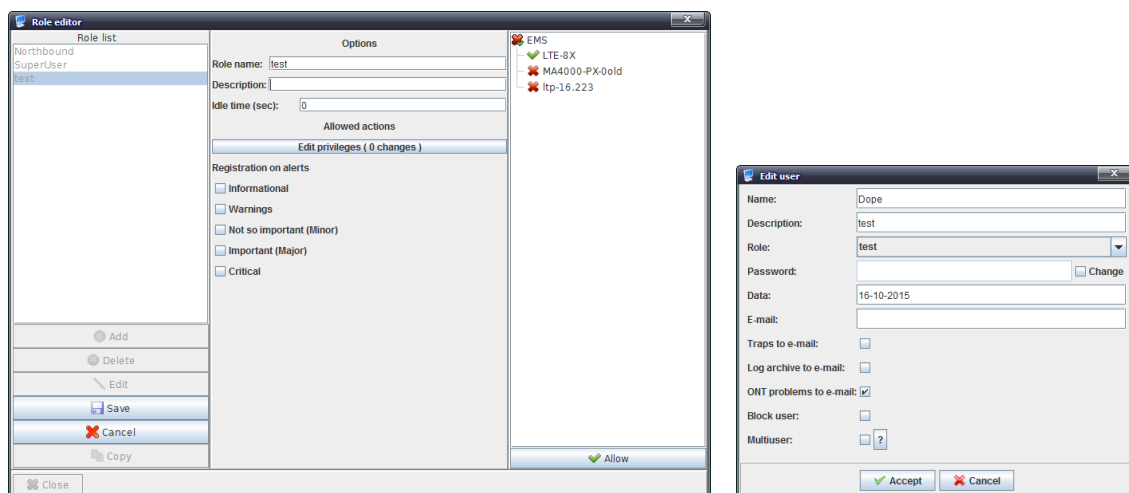 Role editor
Role list
Northbound
SuperUser
test
Add
Delete
Edit
Save
Cancel
Copy
Close
Options
Role name: test
Description:
Idle time (sec): 0
Allowed actions
Edit privileges ( 0 changes )
Registration on alerts
Informational
Warnings
Not so important (Minor)
Important (Major)
Critical
EMS
LTE-8X
MA4000-PX-0old
ltp-16.223
Allow
Edit user
Name: Dope
Description: test
Role: test
Password: Change
Data: 16-10-2015
E-mail:
Traps to e-mail:
Log archive to e-mail:
ONT problems to e-mail:
Block user:
Multiuser: ?
Accept Cancel